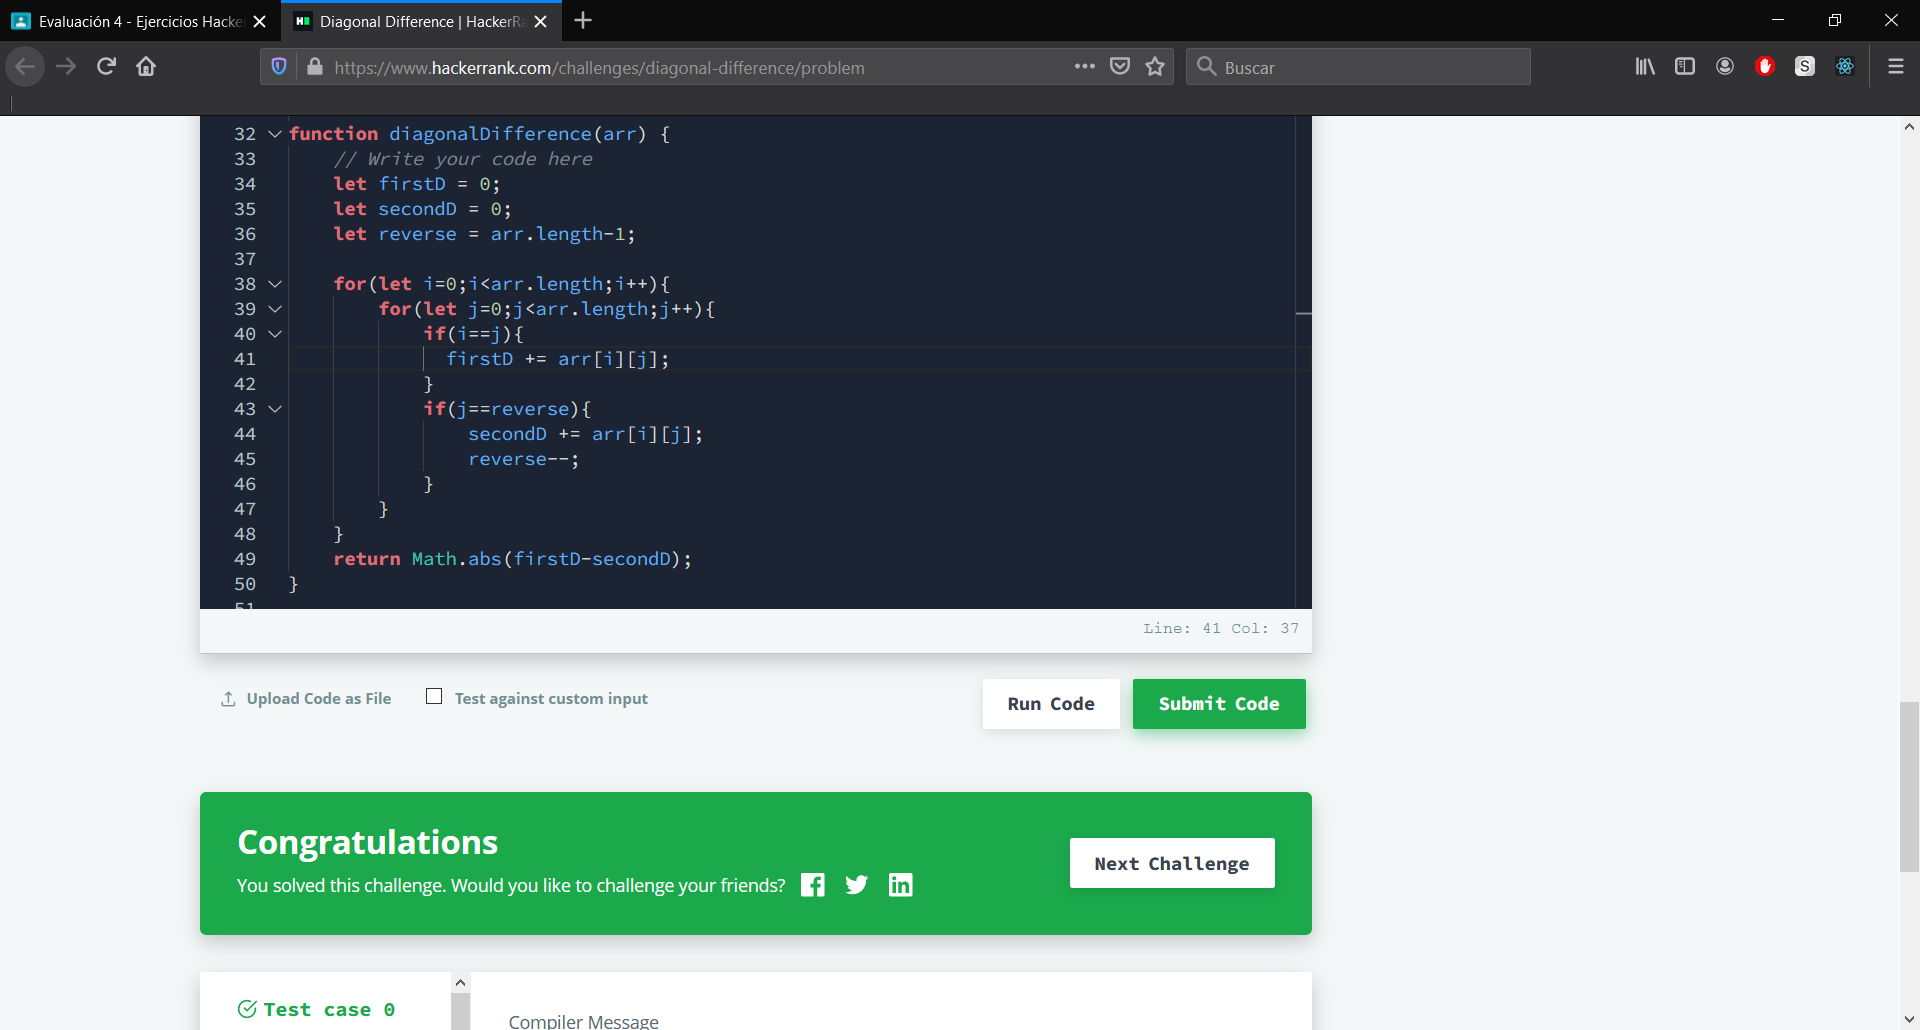 Evaluación 4 - Ejercicios Hacke
Diagonal Difference | HackerRa
https://www.hackerrank.com/challenges/diagonal-difference/problem
Buscar
32 function diagonalDifference(arr) {
33 // Write your code here
34 let firstD = 0;
35 let secondD = 0;
36 let reverse = arr.length-1;
37
38 for(let i=0;i<arr.length;i++){
39 for(let j=0;j<arr.length;j++){
40 if(i==j){
41 firstD += arr[i][j];
42 }
43 if(j==reverse){
44 secondD += arr[i][j];
45 reverse--;
46 }
47 }
48 }
49 return Math.abs(firstD-secondD);
50 }
51
Line: 41 Col: 37
Upload Code as File
Test against custom input
Run Code
Submit Code
Congratulations
You solved this challenge. Would you like to challenge your friends?
Next Challenge
Test case 0
Compiler Message